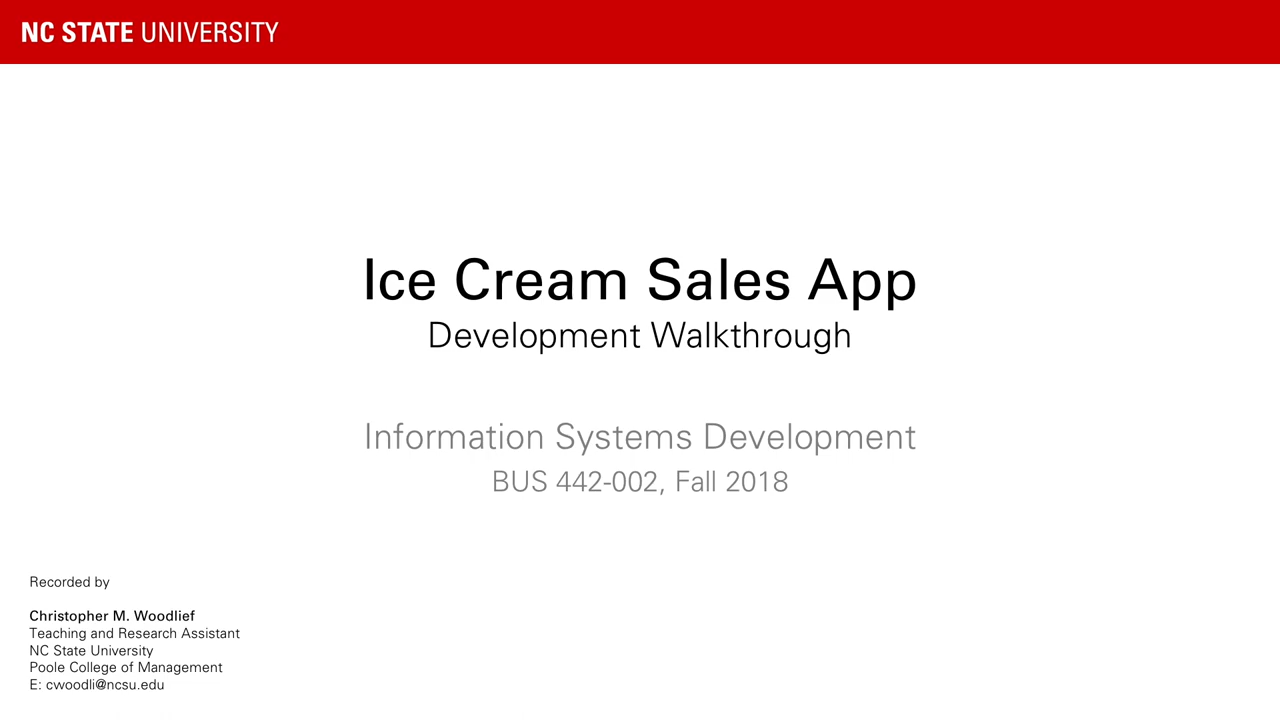 NC STATE UNIVERSITY
Ice Cream Sales App
Development Walkthrough
Information Systems Development
BUS 442-002, Fall 2018
Recorded by
Christopher M. Woodlief
Teaching and Research Assistant
NC State University
Poole College of Management
E: cwoodli@ncsu.edu